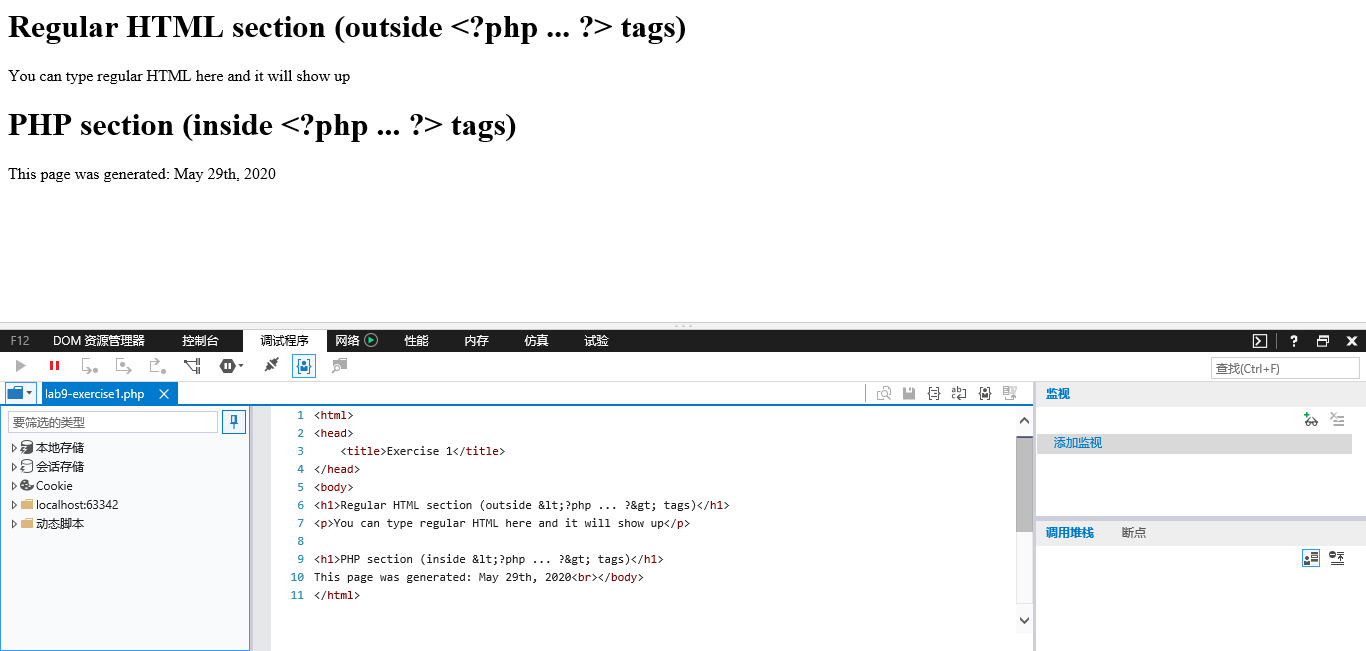 Regular HTML section (outside <?php ... ?> tags)
You can type regular HTML here and it will show up
PHP section (inside <?php ... ?> tags)
This page was generated: May 29th, 2020
F12 DOM 资源管理器 控制台 调试程序 网络 性能 内存 仿真 试验 ?
查找(Ctrl+F)
lab9-exercise1.php
监视
要筛选的类型
本地存储
会话存储
Cookie
localhost:63342
动态脚本
1 <html>
2 <head>
3     <title>Exercise 1</title>
4 </head>
5 <body>
6 <h1>Regular HTML section (outside &lt;?php ... ?&gt; tags)</h1>
7 <p>You can type regular HTML here and it will show up</p>
8
9 <h1>PHP section (inside &lt;?php ... ?&gt; tags)</h1>
10 This page was generated: May 29th, 2020<br></body>
11 </html>
添加监视
调用堆栈 断点